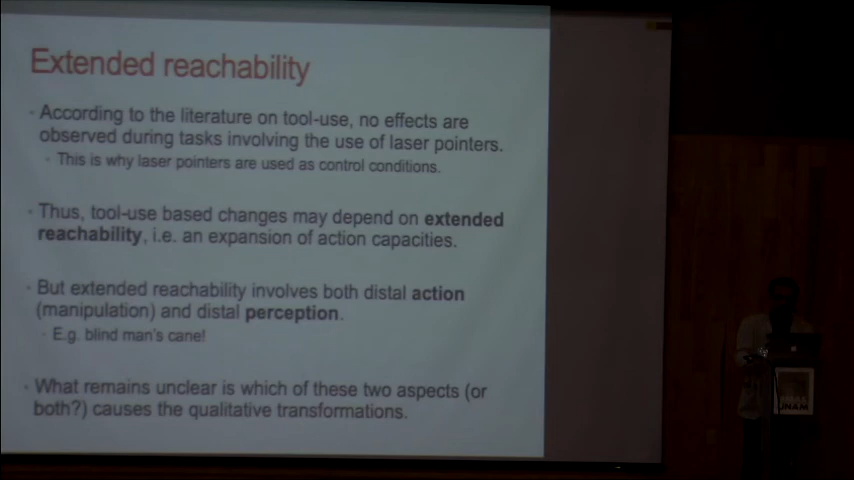 Extended reachability
According to the literature on tool-use, no effects are
observed during tasks involving the use of laser pointers.
This is why laser pointers are used as control conditions.
Thus, tool-use based changes may depend on extended
reachability, i.e. an expansion of action capacities.
But extended reachability involves both distal action
(manipulation) and distal perception.
E.g. blind man's cane!
What remains unclear is which of these two aspects (or
both?) causes the qualitative transformations.
UNAM